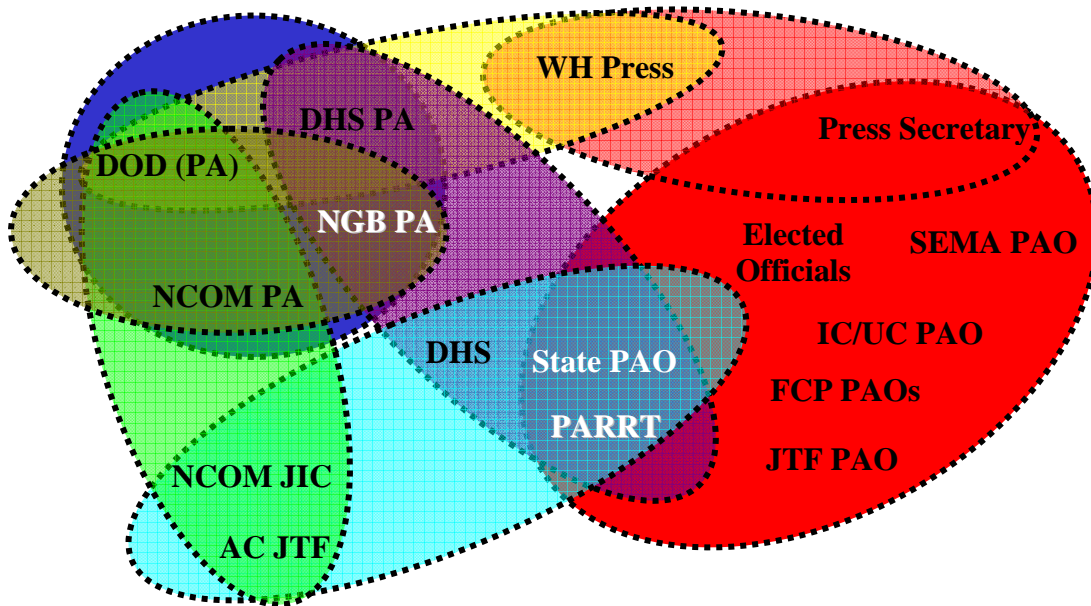 WH Press
DHS PA
Press Secretary
DOD (PA)
NGB PA
Elected
Officials
SEMA PAO
NCOM PA
IC/UC PAO
DHS
State PAO
FCP PAOs
PARRT
JTF PAO
NCOM JIC
AC JTF